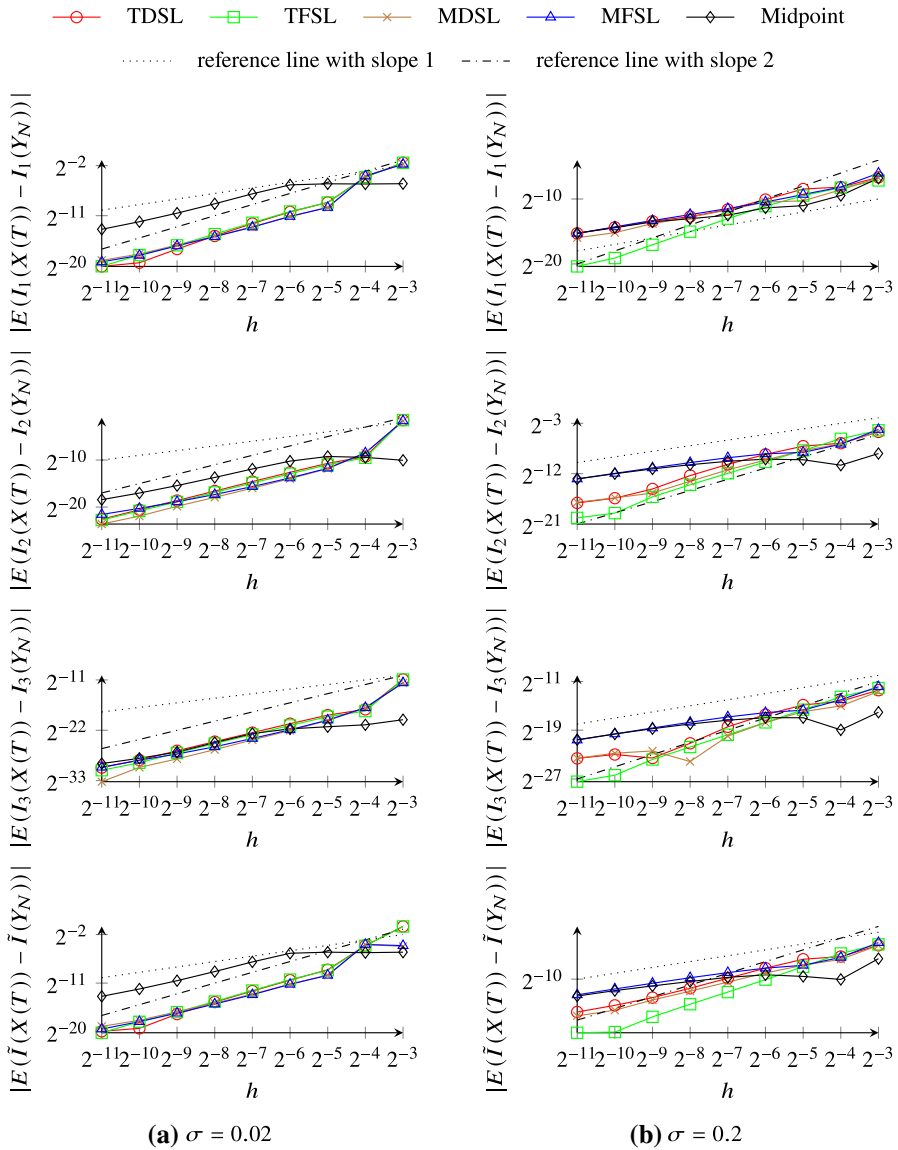 TDSL TFSL MDSL MFSL Midpoint
reference line with slope 1 reference line with slope 2
|E(I₁(X(T)) − I₁(Y_N))|
2⁻²
2⁻¹¹
2⁻²⁰
2⁻¹¹ 2⁻¹⁰ 2⁻⁹ 2⁻⁸ 2⁻⁷ 2⁻⁶ 2⁻⁵ 2⁻⁴ 2⁻³
h
|E(I₁(X(T)) − I₁(Y_N))|
2⁻¹⁰
2⁻²⁰
2⁻¹¹ 2⁻¹⁰ 2⁻⁹ 2⁻⁸ 2⁻⁷ 2⁻⁶ 2⁻⁵ 2⁻⁴ 2⁻³
h
|E(I₂(X(T)) − I₂(Y_N))|
2⁻¹⁰
2⁻²⁰
2⁻¹¹ 2⁻¹⁰ 2⁻⁹ 2⁻⁸ 2⁻⁷ 2⁻⁶ 2⁻⁵ 2⁻⁴ 2⁻³
h
|E(I₂(X(T)) − I₂(Y_N))|
2⁻³
2⁻¹²
2⁻²¹
2⁻¹¹ 2⁻¹⁰ 2⁻⁹ 2⁻⁸ 2⁻⁷ 2⁻⁶ 2⁻⁵ 2⁻⁴ 2⁻³
h
|E(I₃(X(T)) − I₃(Y_N))|
2⁻¹¹
2⁻²²
2⁻³³
2⁻¹¹ 2⁻¹⁰ 2⁻⁹ 2⁻⁸ 2⁻⁷ 2⁻⁶ 2⁻⁵ 2⁻⁴ 2⁻³
h
|E(I₃(X(T)) − I₃(Y_N))|
2⁻¹¹
2⁻¹⁹
2⁻²⁷
2⁻¹¹ 2⁻¹⁰ 2⁻⁹ 2⁻⁸ 2⁻⁷ 2⁻⁶ 2⁻⁵ 2⁻⁴ 2⁻³
h
|E(Ĩ(X(T)) − Ĩ(Y_N))|
2⁻²
2⁻¹¹
2⁻²⁰
2⁻¹¹ 2⁻¹⁰ 2⁻⁹ 2⁻⁸ 2⁻⁷ 2⁻⁶ 2⁻⁵ 2⁻⁴ 2⁻³
h
|E(Ĩ(X(T)) − Ĩ(Y_N))|
2⁻¹⁰
2⁻¹¹ 2⁻¹⁰ 2⁻⁹ 2⁻⁸ 2⁻⁷ 2⁻⁶ 2⁻⁵ 2⁻⁴ 2⁻³
h
(a) σ = 0.02
(b) σ = 0.2